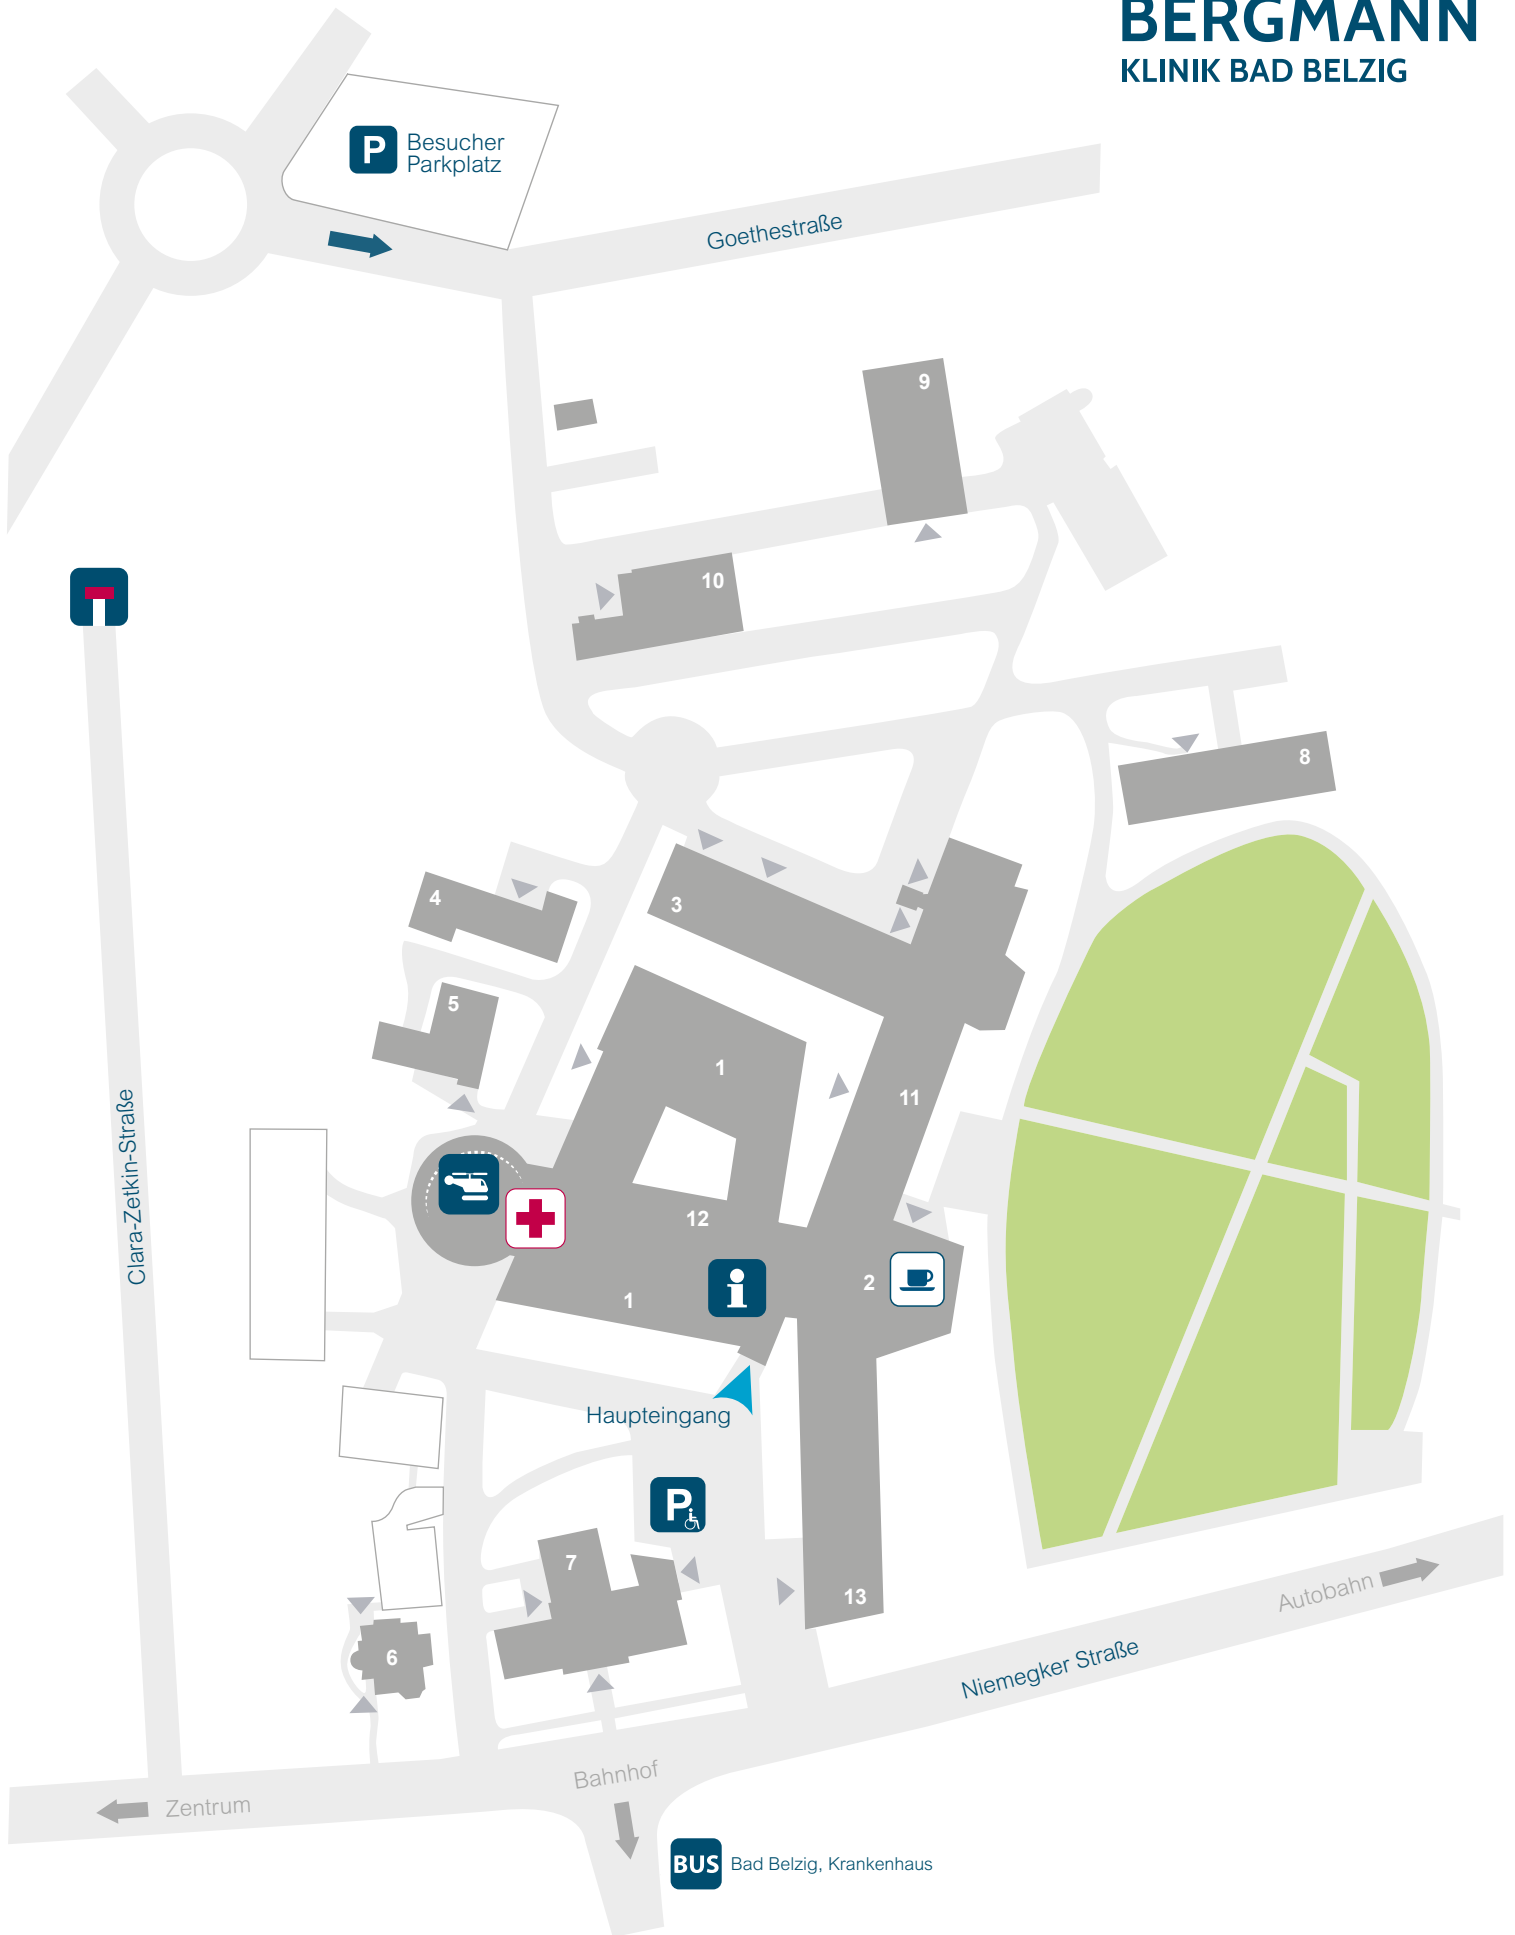 BERGMANN
KLINIK BAD BELZIG
P
Besucher
Parkplatz
Goethestraße
9
10
8
4
3
5
1
11
Clara-Zetkin-Straße
12
i
2
1
Haupteingang
P
7
13
Autobahn
6
Niemegker Straße
Bahnhof
Zentrum
BUS
Bad Belzig, Krankenhaus